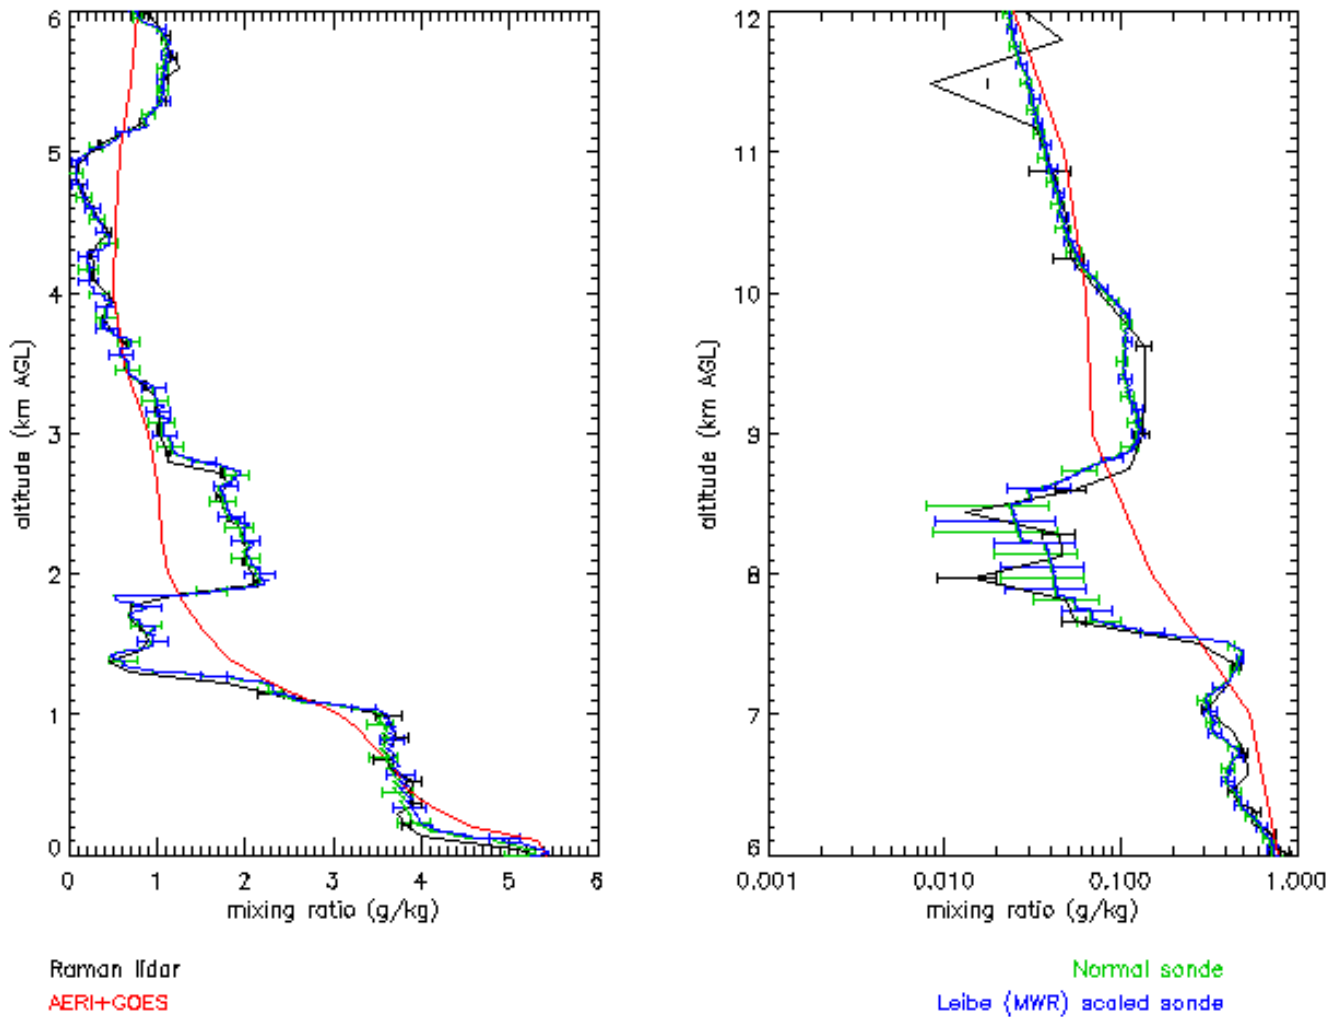 6
5
4
3
2
1
0
altitude (km AGL)
0 1 2 3 4 5 6
mixing ratio (g/kg)
12
11
10
9
8
7
6
altitude (km AGL)
0.001 0.010 0.100 1.000
mixing ratio (g/kg)
Raman lidar
AERI+GOES
Normal sonde
Leibe (MWR) scaled sonde